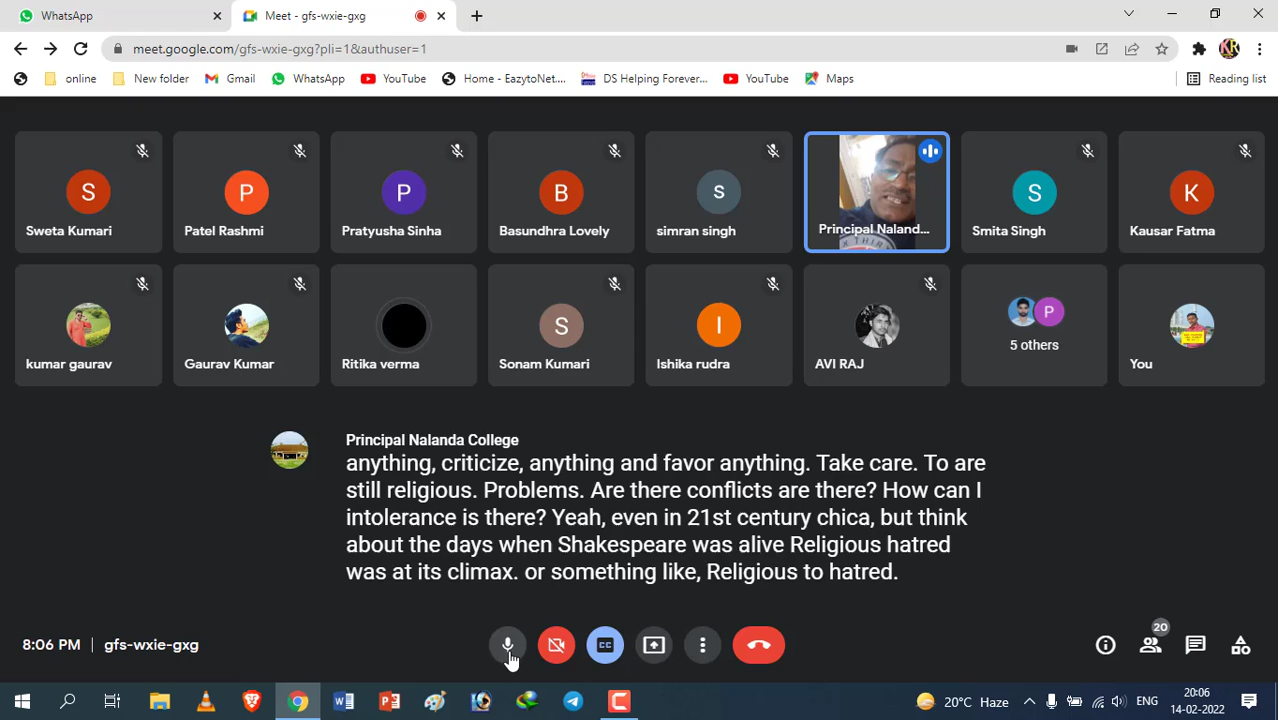 WhatsApp
Meet - gfs-wxie-gxg
meet.google.com/gfs-wxie-gxg?pli=1&authuser=1
KR
online
New folder
Gmail
WhatsApp
YouTube
Home - EazytoNet...
DS Helping Forever...
YouTube
Maps
Reading list
S
Sweta Kumari
P
Patel Rashmi
P
Pratyusha Sinha
B
Basundhra Lovely
s
simran singh
Principal Naland...
S
Smita Singh
K
Kausar Fatma
kumar gaurav
Gaurav Kumar
Ritika verma
S
Sonam Kumari
I
Ishika rudra
AVI RAJ
P
5 others
You
Principal Nalanda College
anything, criticize, anything and favor anything. Take care. To are
still religious. Problems. Are there conflicts are there? How can I
intolerance is there? Yeah, even in 21st century chica, but think
about the days when Shakespeare was alive Religious hatred
was at its climax. or something like, Religious to hatred.
8:06 PM
gfs-wxie-gxg
CC
20
20°C Haze
ENG
20:06
14-02-2022